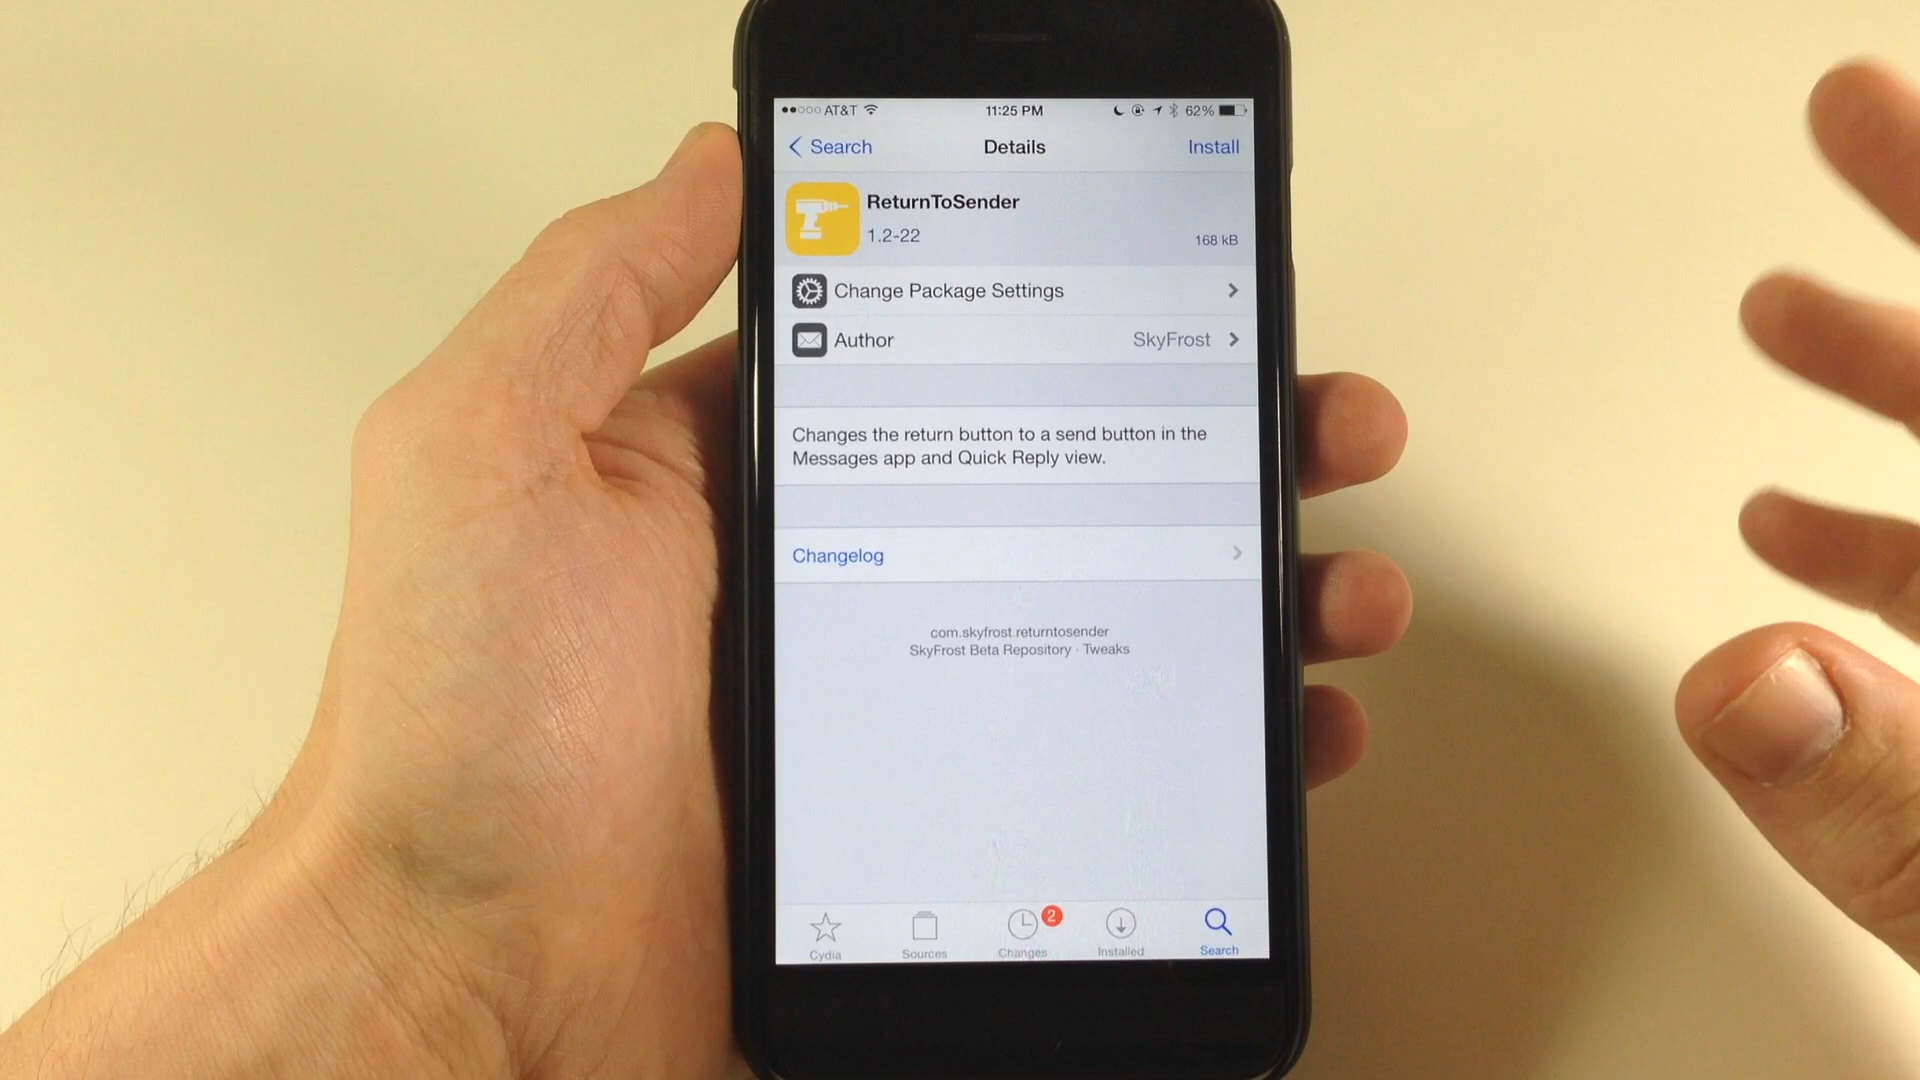 AT&T 11:25 PM 62%
Search Details Install
ReturnToSender
1.2-22 168 kB
Change Package Settings
Author SkyFrost
Changes the return button to a send button in the
Messages app and Quick Reply view.
Changelog
com.skyfrost.returntosender
SkyFrost Beta Repository · Tweaks
2
Cydia Sources Changes Installed Search